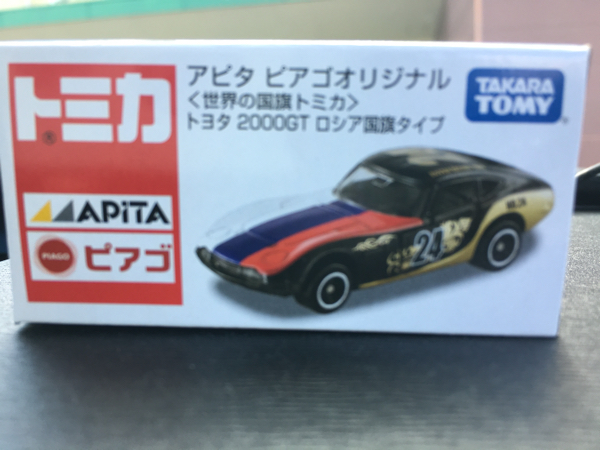 トミカ
®
アピタ ピアゴオリジナル
<世界の国旗トミカ>
トヨタ 2000GT ロシア国旗タイプ
TAKARA
TOMY
APiTA
PIAGO
ピアゴ
24